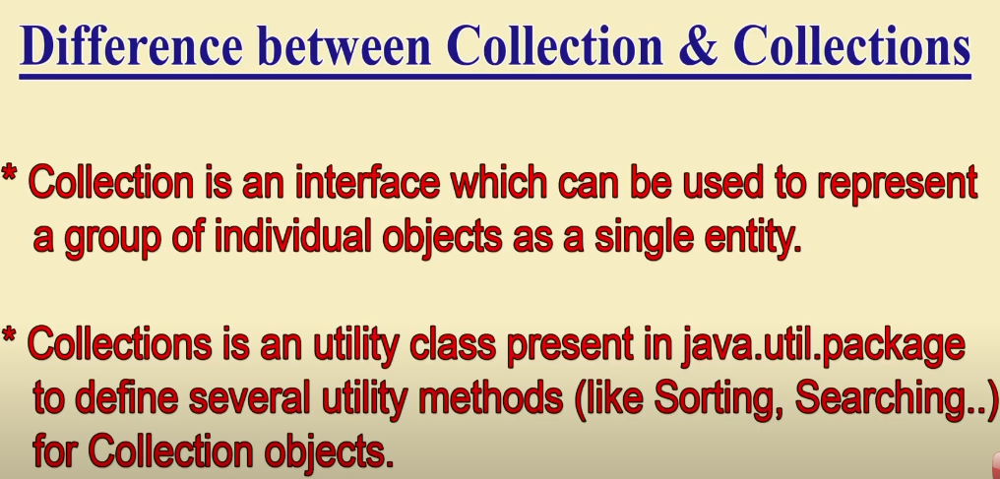 Difference between Collection & Collections
* Collection is an interface which can be used to represent
a group of individual objects as a single entity.
* Collections is an utility class present in java.util.package
to define several utility methods (like Sorting, Searching..)
for Collection objects.